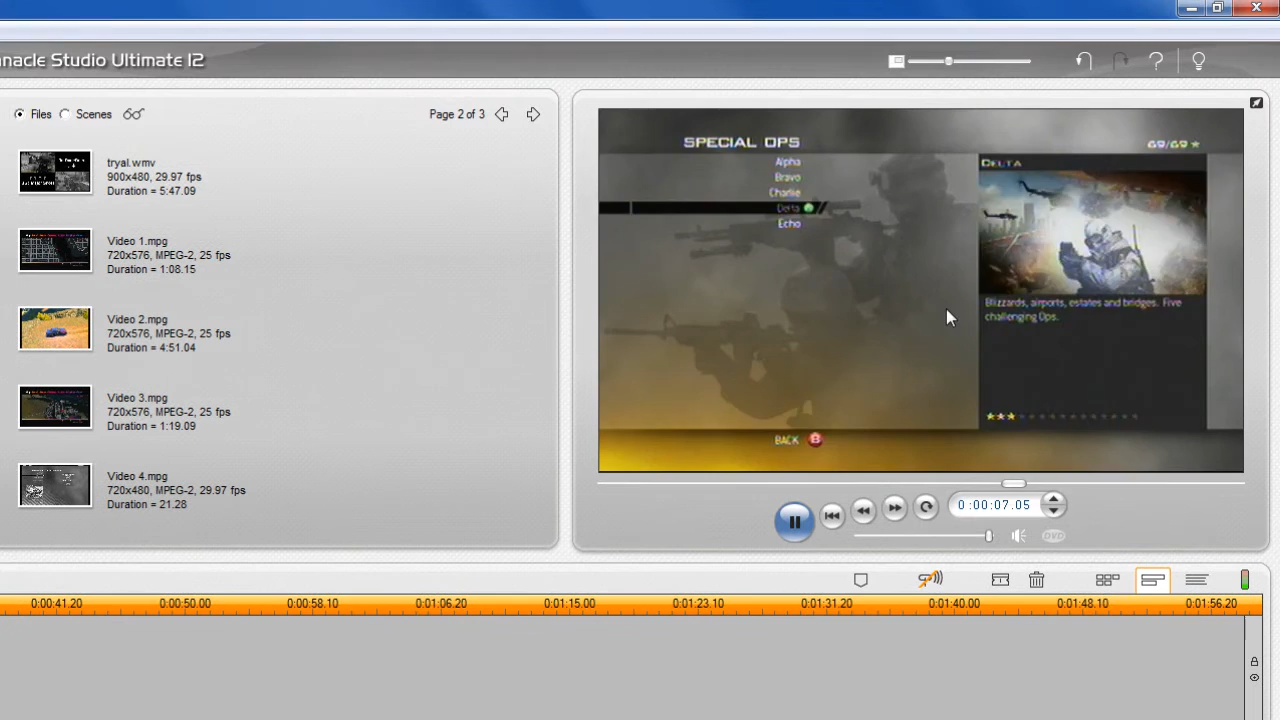 nnacle Studio Ultimate 12
Files Scenes
Page 2 of 3
tryal.wmv
900x480, 29.97 fps
Duration = 5:47.09
Video 1.mpg
720x576, MPEG-2, 25 fps
Duration = 1:08.15
Video 2.mpg
720x576, MPEG-2, 25 fps
Duration = 4:51.04
Video 3.mpg
720x576, MPEG-2, 25 fps
Duration = 1:19.09
Video 4.mpg
720x480, MPEG-2, 29.97 fps
Duration = 21.28
SPECIAL OPS
69/69
Alpha
Bravo
Charlie
Delta
Echo
DELTA
Blizzards, airports, estates and bridges. Five
challenging Ops.
BACK B
0:00:07.05
DVD
0:00:41.20 0:00:50.00 0:00:58.10 0:01:06.20 0:01:15.00 0:01:23.10 0:01:31.20 0:01:40.00 0:01:48.10 0:01:56.20